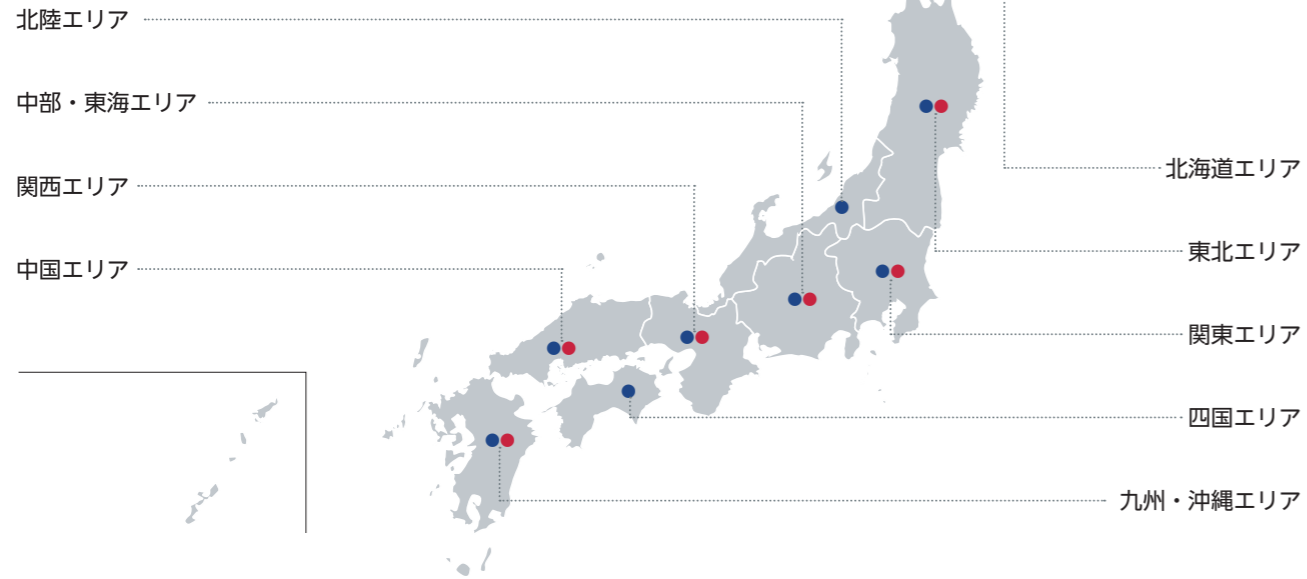 北陸エリア
中部・東海エリア
関西エリア
中国エリア
北海道エリア
東北エリア
関東エリア
四国エリア
九州・沖縄エリア